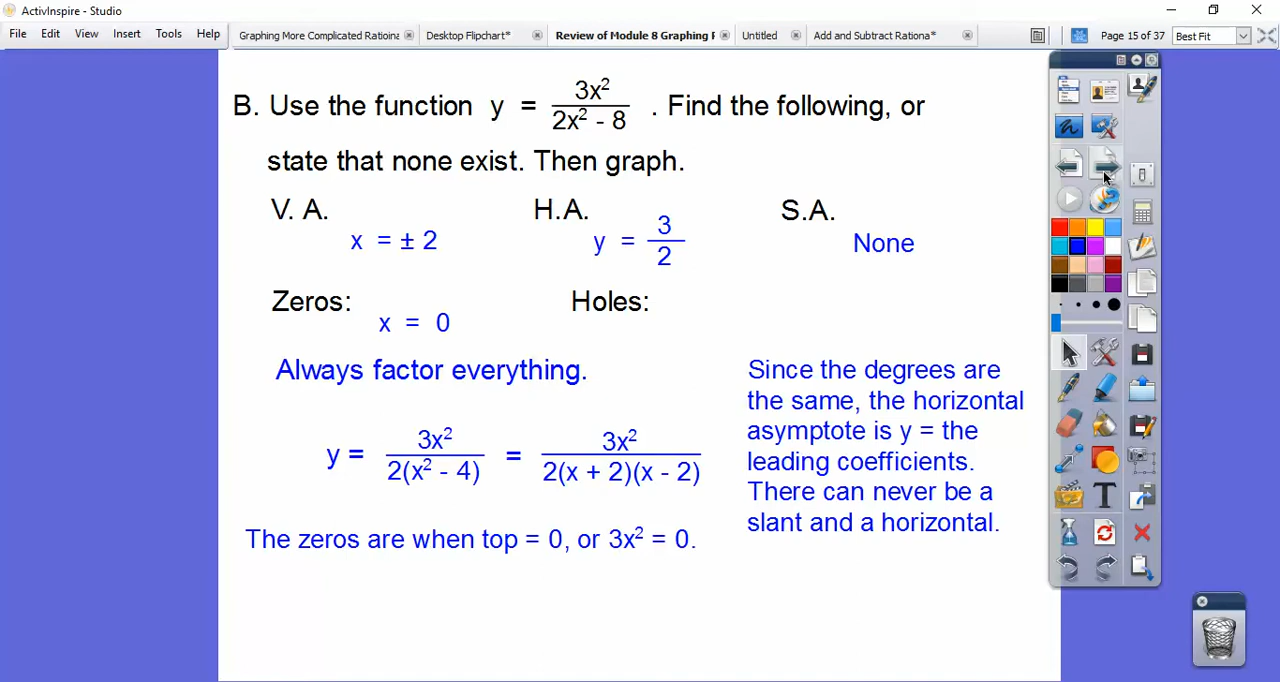 ActivInspire - Studio
File Edit View Insert Tools Help
Graphing More Complicated Rationa Desktop Flipchart* Review of Module 8 Graphing F Untitled Add and Subtract Rationa* Page 15 of 37 Best Fit
B. Use the function y = 3x² / 2x² - 8 . Find the following, or
state that none exist. Then graph.
V. A. H.A. S.A.
x = ± 2 y = 3/2 None
Zeros: Holes:
x = 0
Always factor everything.
y = 3x² / 2(x² - 4) = 3x² / 2(x + 2)(x - 2)
The zeros are when top = 0, or 3x² = 0.
Since the degrees are
the same, the horizontal
asymptote is y = the
leading coefficients.
There can never be a
slant and a horizontal.
T